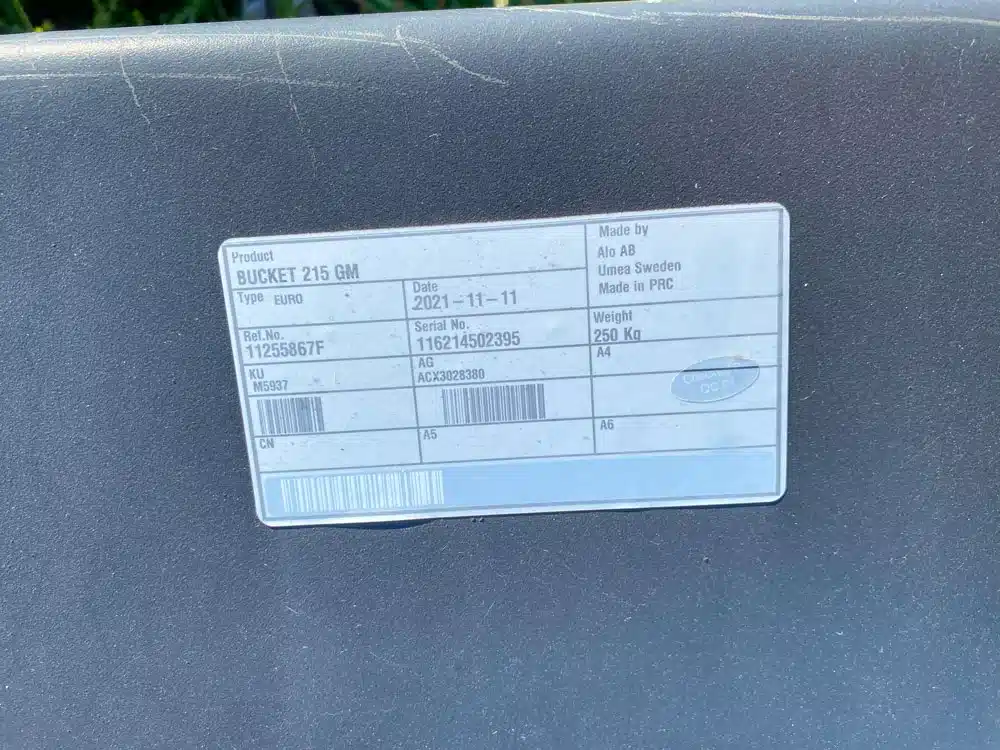 Product
BUCKET 215 GM
Made by
Alo AB
Umea Sweden
Made in PRC
Type EURO
Date
2021-11-11
Ref.No.
11255867F
Serial No.
116214502395
Weight
250 Kg
KU
M5937
AG
ACX3028380
A4
CN
A5
A6